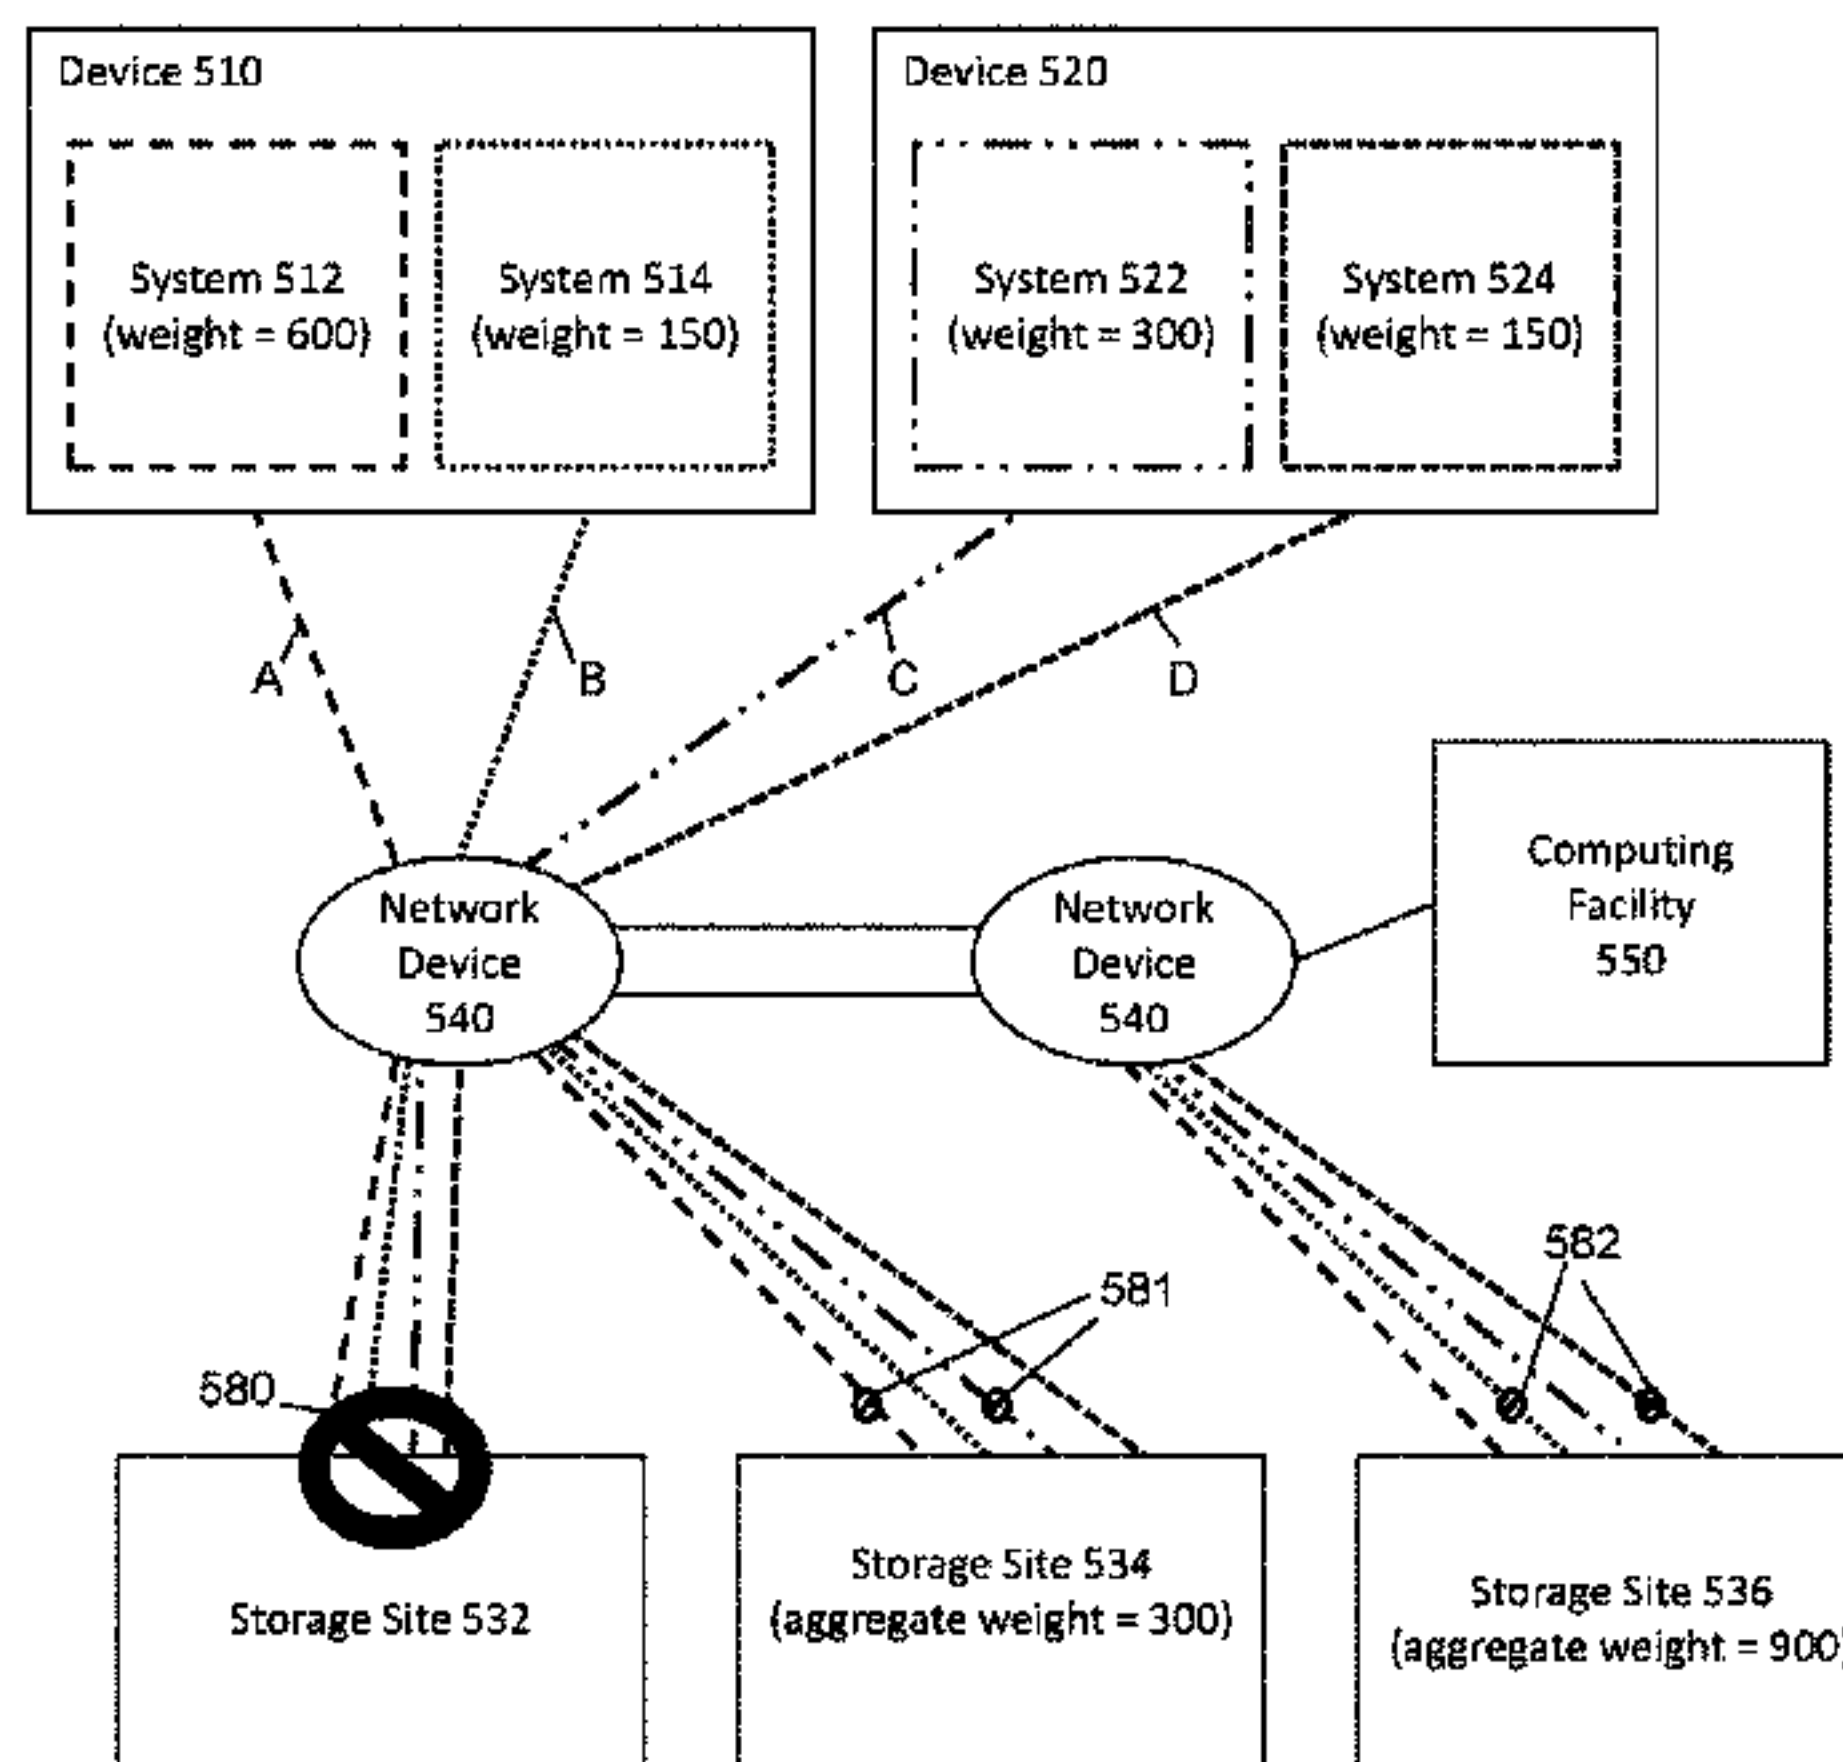 Device 510
Device 520
System 512
(weight = 600)
System 514
(weight = 150)
System 522
(weight = 300)
System 524
(weight = 150)
A
B
C
D
Network
Device
540
Network
Device
540
Computing
Facility
550
580
581
582
Storage Site 532
Storage Site 534
(aggregate weight = 300)
Storage Site 536
(aggregate weight = 900)